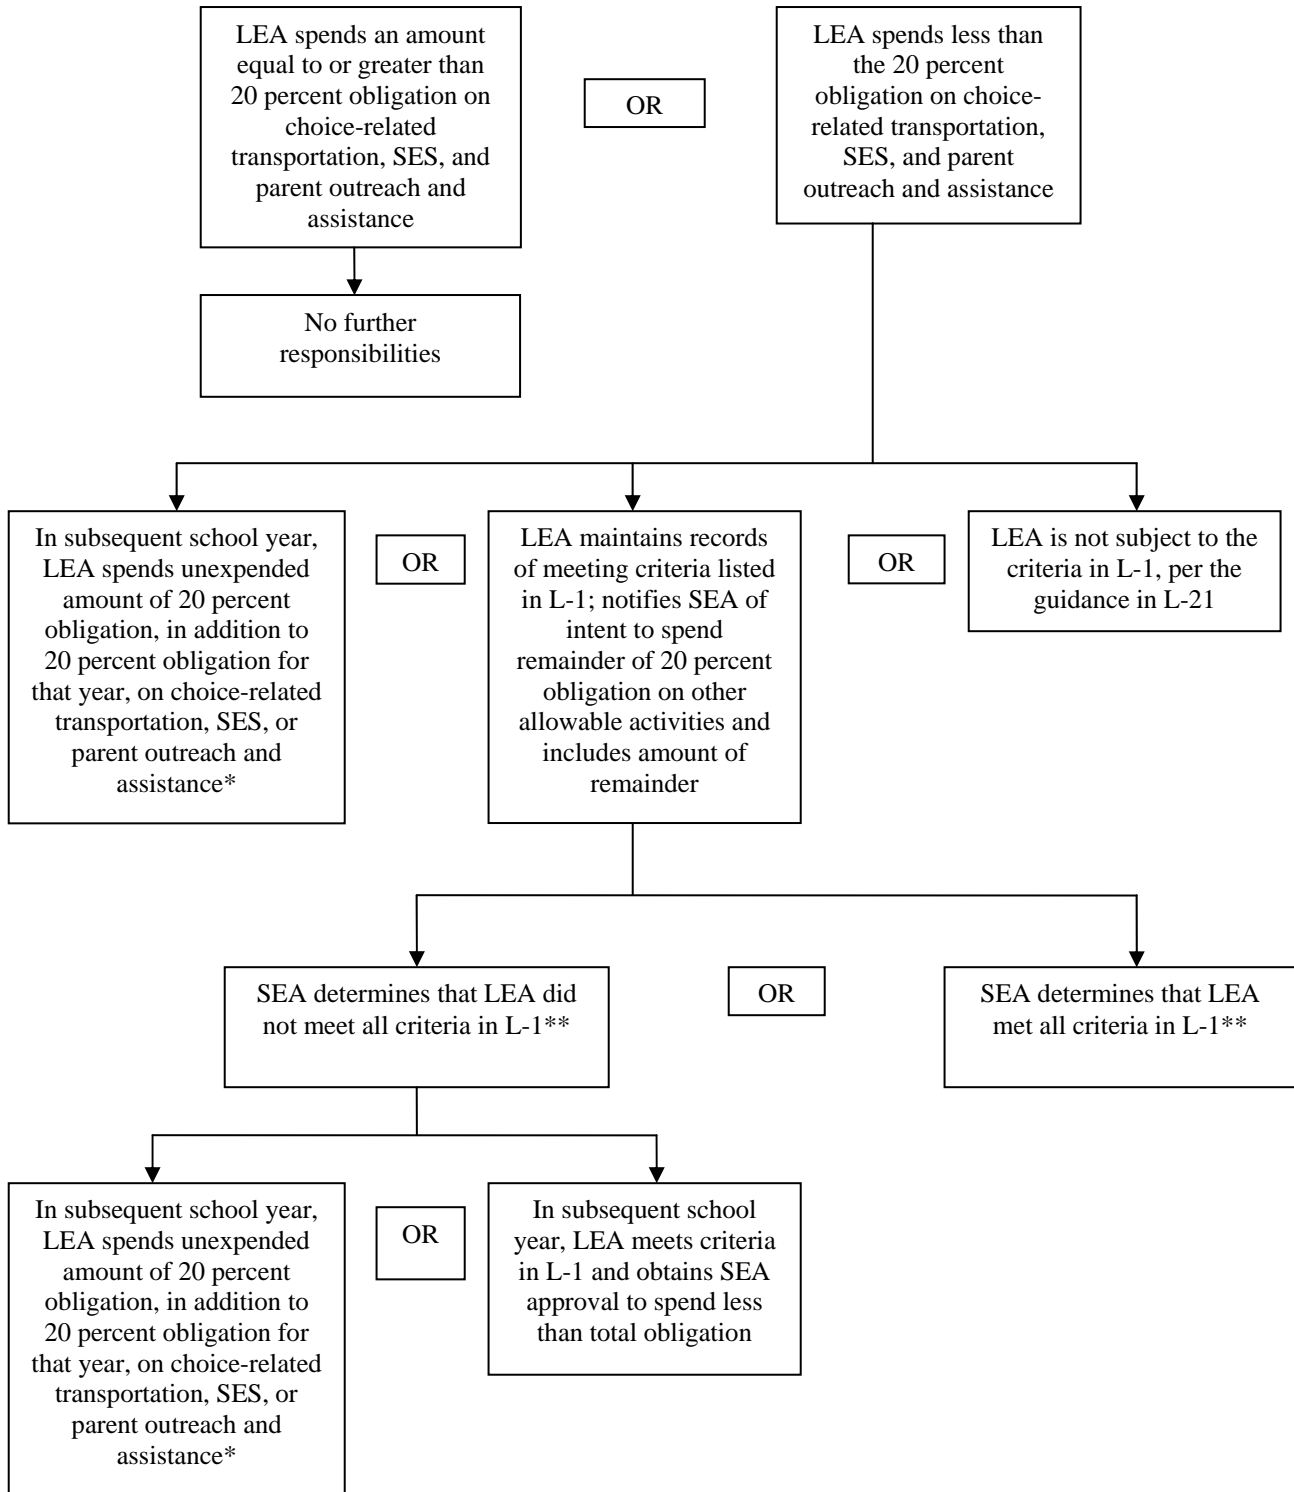 LEA spends an amount
equal to or greater than
20 percent obligation on
choice-related
transportation, SES, and
parent outreach and
assistance
OR
LEA spends less than
the 20 percent
obligation on choice-
related transportation,
SES, and parent
outreach and assistance
No further
responsibilities
In subsequent school year,
LEA spends unexpended
amount of 20 percent
obligation, in addition to
20 percent obligation for
that year, on choice-related
transportation, SES, or
parent outreach and
assistance*
OR
LEA maintains records
of meeting criteria listed
in L-1; notifies SEA of
intent to spend
remainder of 20 percent
obligation on other
allowable activities and
includes amount of
remainder
OR
LEA is not subject to the
criteria in L-1, per the
guidance in L-21
SEA determines that LEA did
not meet all criteria in L-1**
OR
SEA determines that LEA
met all criteria in L-1**
In subsequent school year,
LEA spends unexpended
amount of 20 percent
obligation, in addition to
20 percent obligation for
that year, on choice-related
transportation, SES, or
parent outreach and
assistance*
OR
In subsequent school
year, LEA meets criteria
in L-1 and obtains SEA
approval to spend less
than total obligation